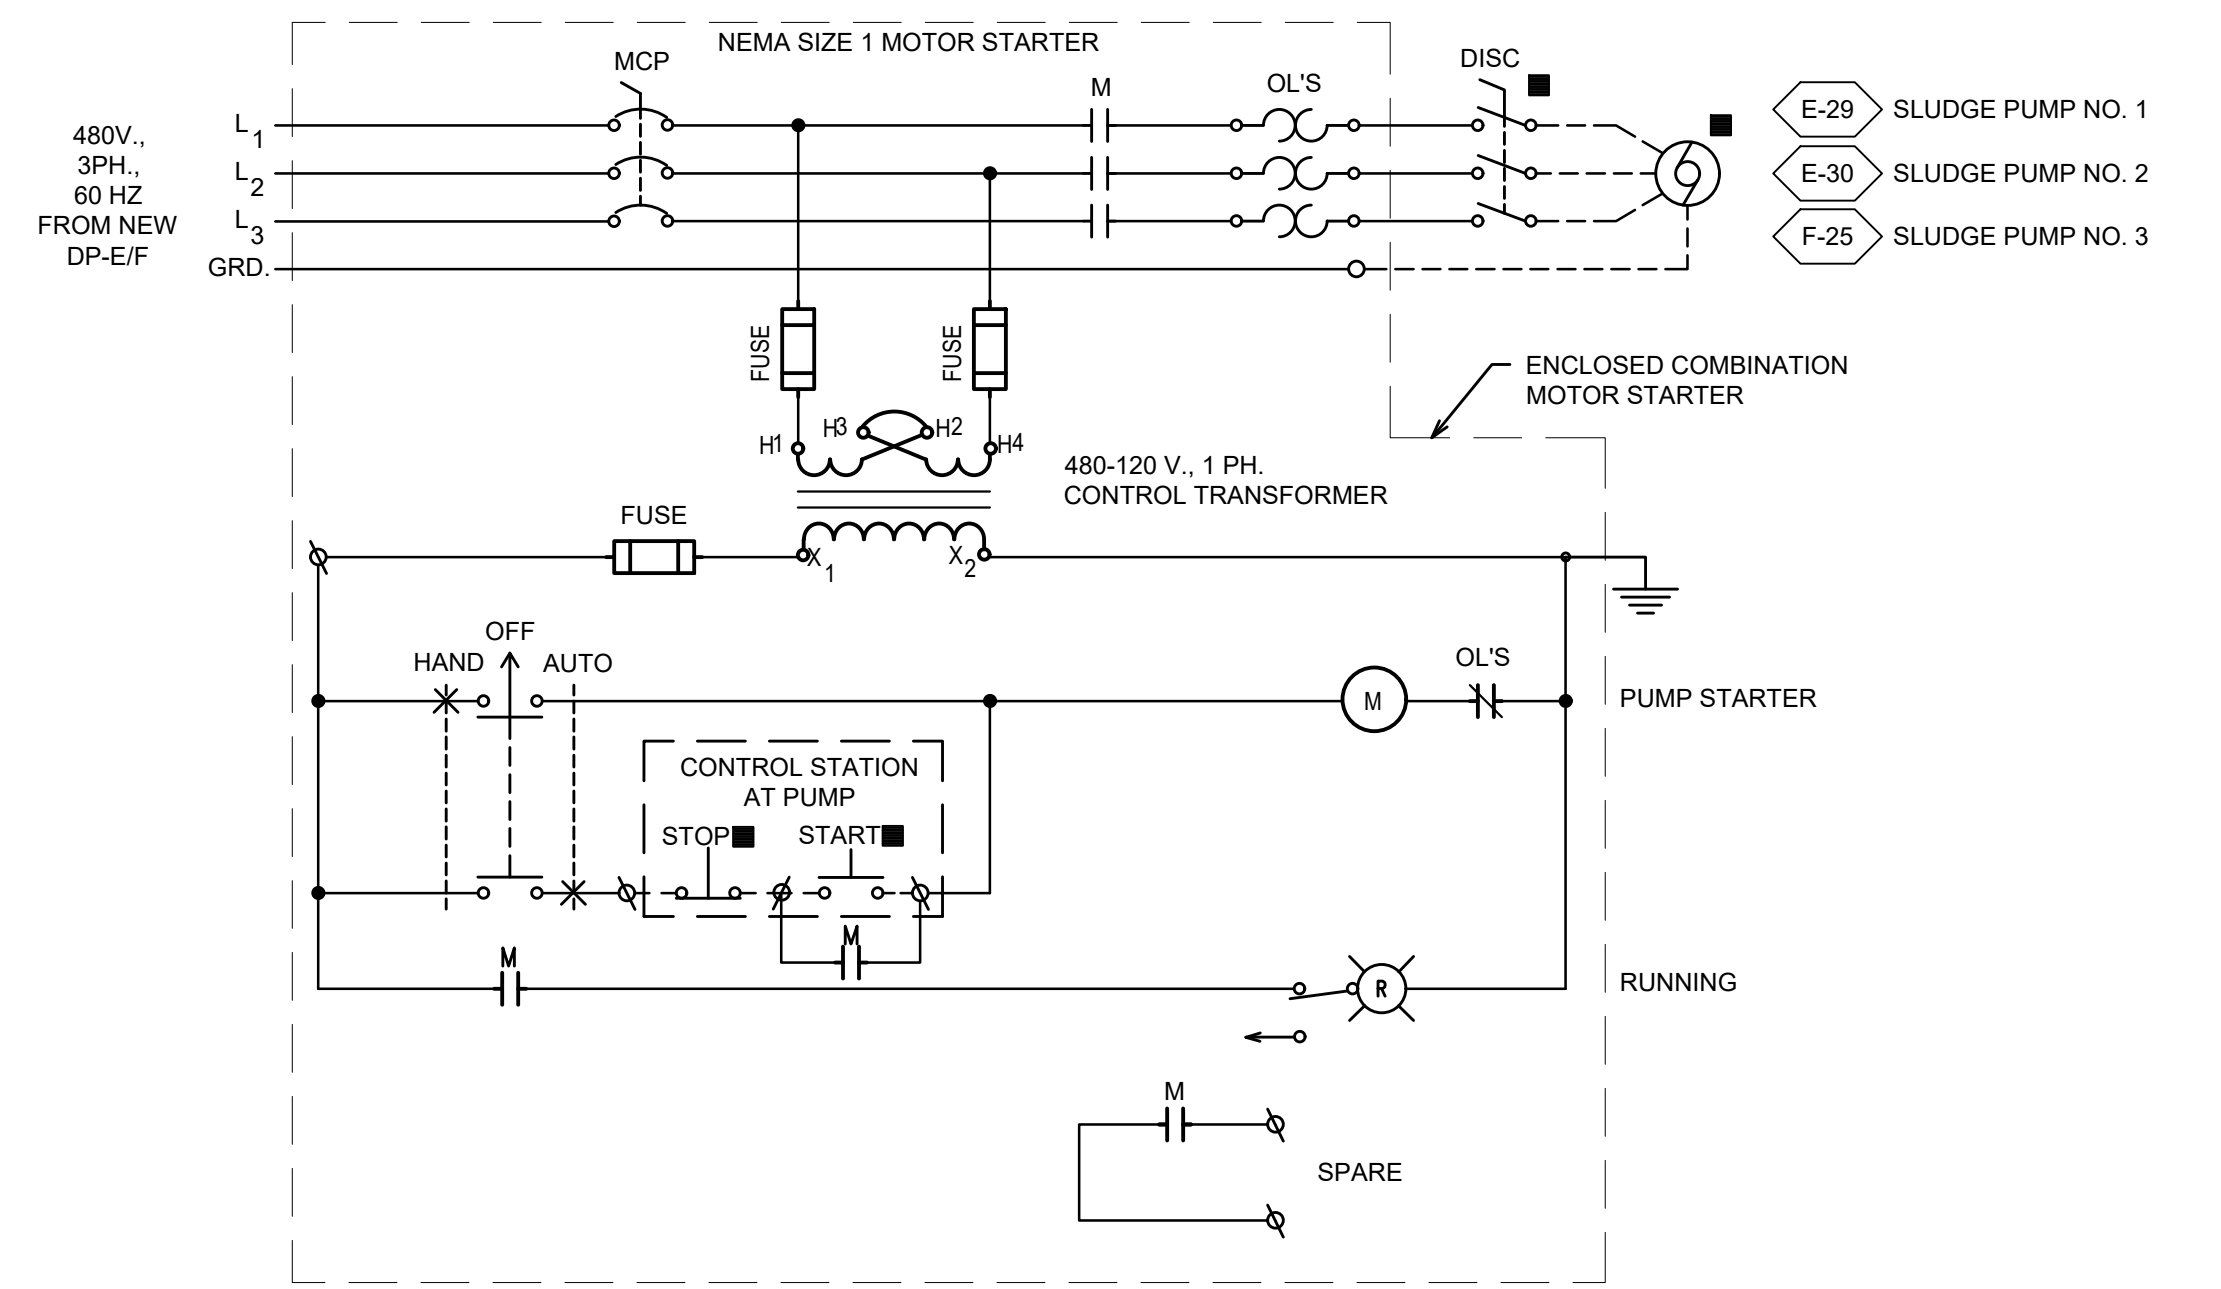 NEMA SIZE 1 MOTOR STARTER
MCP
M
OL'S
DISC
480V.,
3PH.,
60 HZ
FROM NEW
DP-E/F
L1
L2
L3
GRD.
E-29 SLUDGE PUMP NO. 1
E-30 SLUDGE PUMP NO. 2
F-25 SLUDGE PUMP NO. 3
FUSE
FUSE
ENCLOSED COMBINATION
MOTOR STARTER
H1
H3
H2
H4
480-120 V., 1 PH.
CONTROL TRANSFORMER
FUSE
X1
X2
OFF
HAND
AUTO
M
OL'S
PUMP STARTER
CONTROL STATION
AT PUMP
STOP
START
M
M
R
RUNNING
M
SPARE